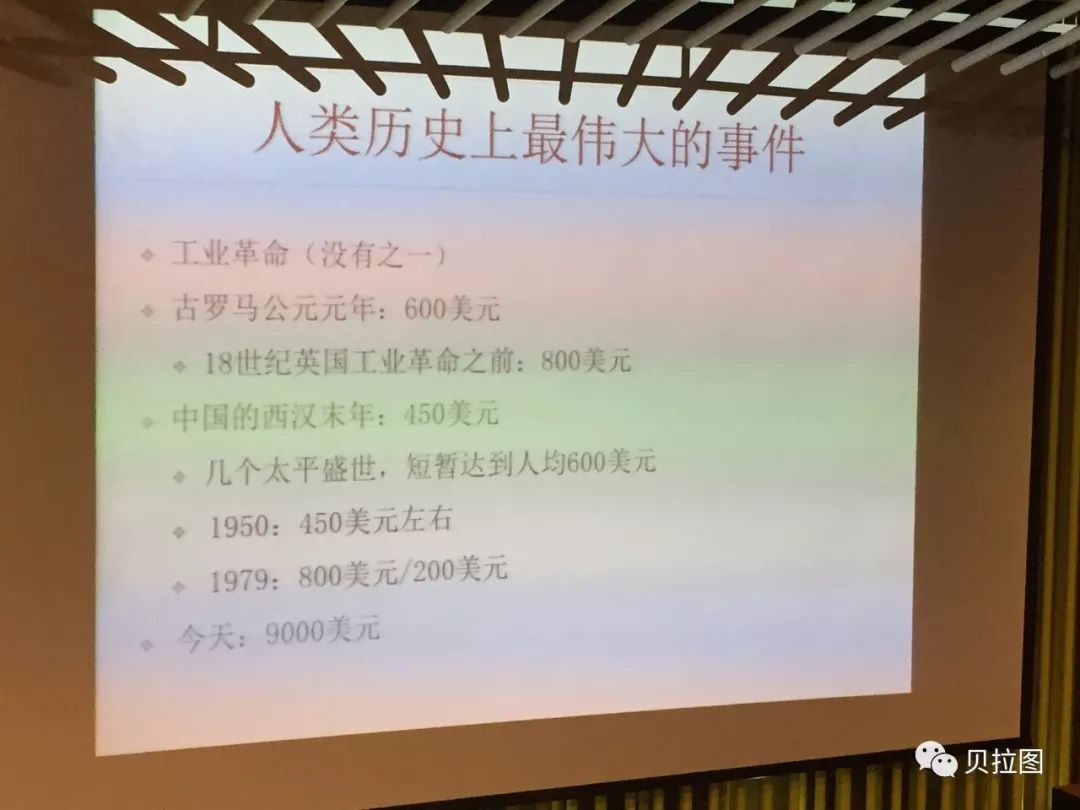 人类历史上最伟大的事件
工业革命（没有之一）
古罗马公元元年：600美元
18世纪英国工业革命之前：800美元
中国的西汉末年：450美元
几个太平盛世，短暂达到人均600美元
1950：450美元左右
1979：800美元/200美元
今天：9000美元
贝拉图